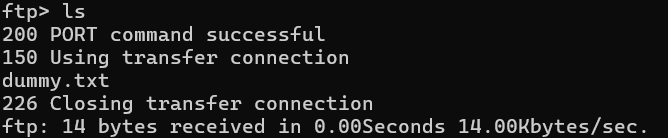 ftp> ls
200 PORT command successful
150 Using transfer connection
dummy.txt
226 Closing transfer connection
ftp: 14 bytes received in 0.00Seconds 14.00Kbytes/sec.